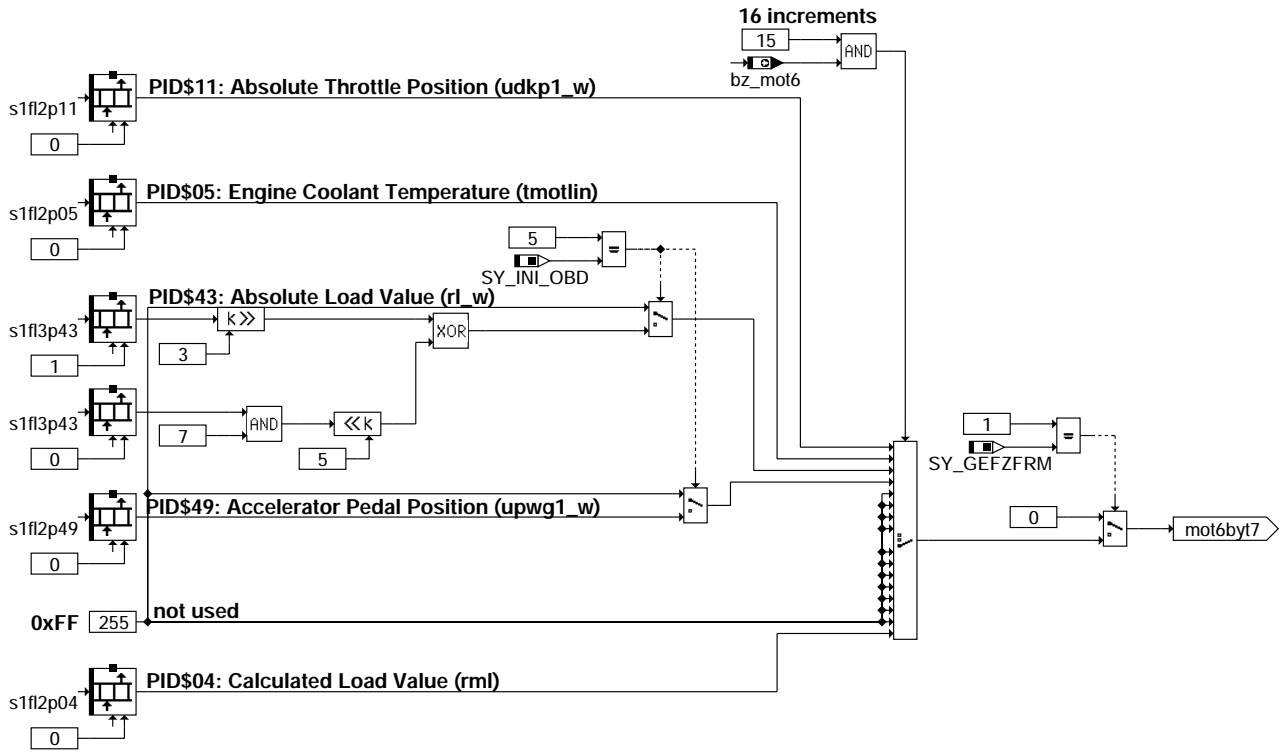 16 increments
15
AND
bz_mot6
PID$11: Absolute Throttle Position (udkp1_w)
s1fl2p11
0
PID$05: Engine Coolant Temperature (tmotlin)
s1fl2p05
0
5
=
SY_INI_OBD
PID$43: Absolute Load Value (rl_w)
s1fl3p43
k >>
XOR
3
1
s1fl3p43
AND
<< k
7
5
0
1
=
SY_GEFZFRM
PID$49: Accelerator Pedal Position (upwg1_w)
s1fl2p49
0
0
mot6byt7
not used
0xFF
255
PID$04: Calculated Load Value (rml)
s1fl2p04
0